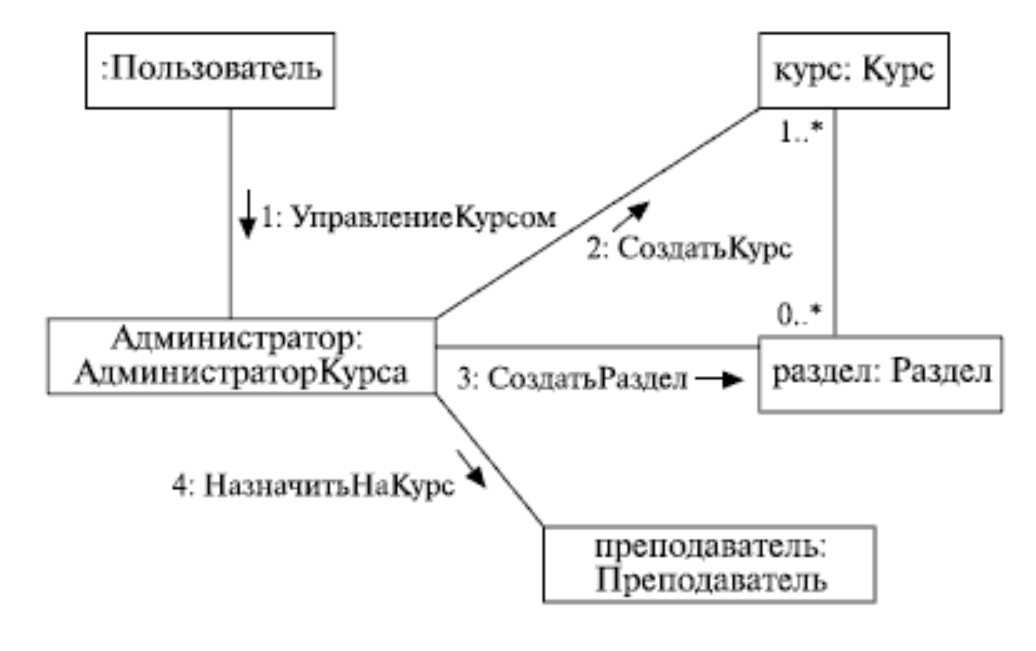 :Пользователь
курс: Курс
1..*
1: УправлениеКурсом
2: СоздатьКурс
0..*
Администратор:
АдминистраторКурса
3: СоздатьРаздел
раздел: Раздел
4: НазначитьНаКурс
преподаватель:
Преподаватель